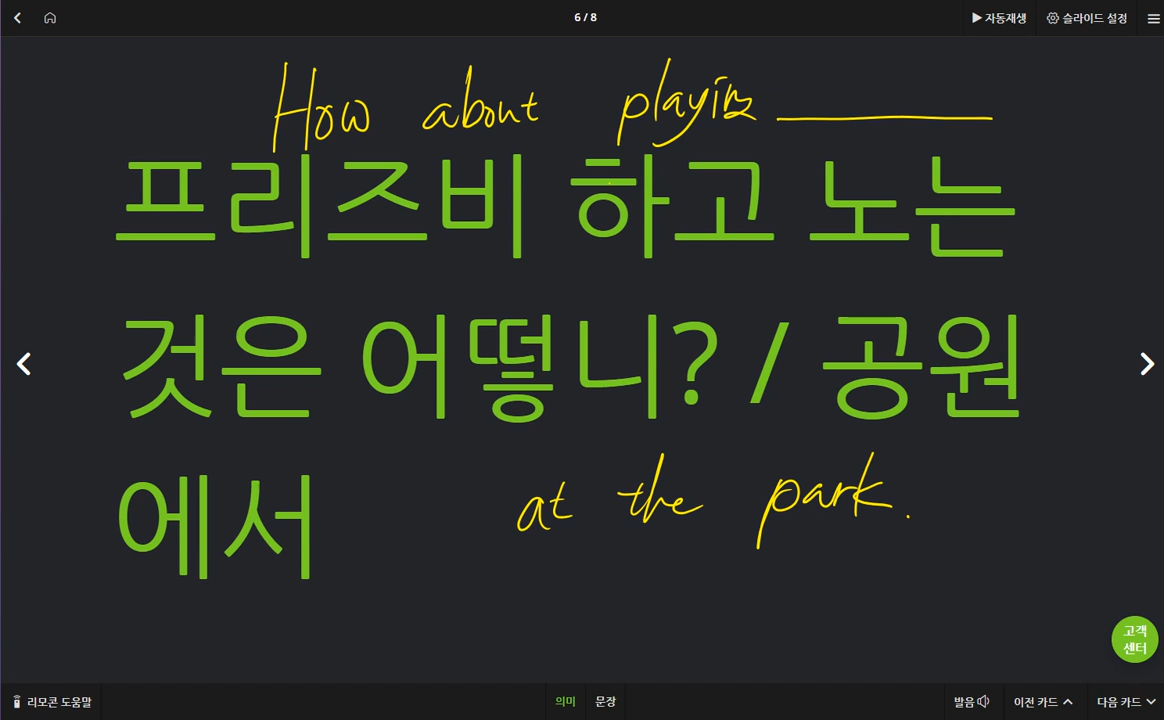 6 / 8
자동재생
슬라이드 설정
How about playing
프리즈비 하고 노는
것은 어떻니? / 공원
에서
at the park.
고객
센터
리모콘 도움말
의미
문장
발음
이전 카드
다음 카드